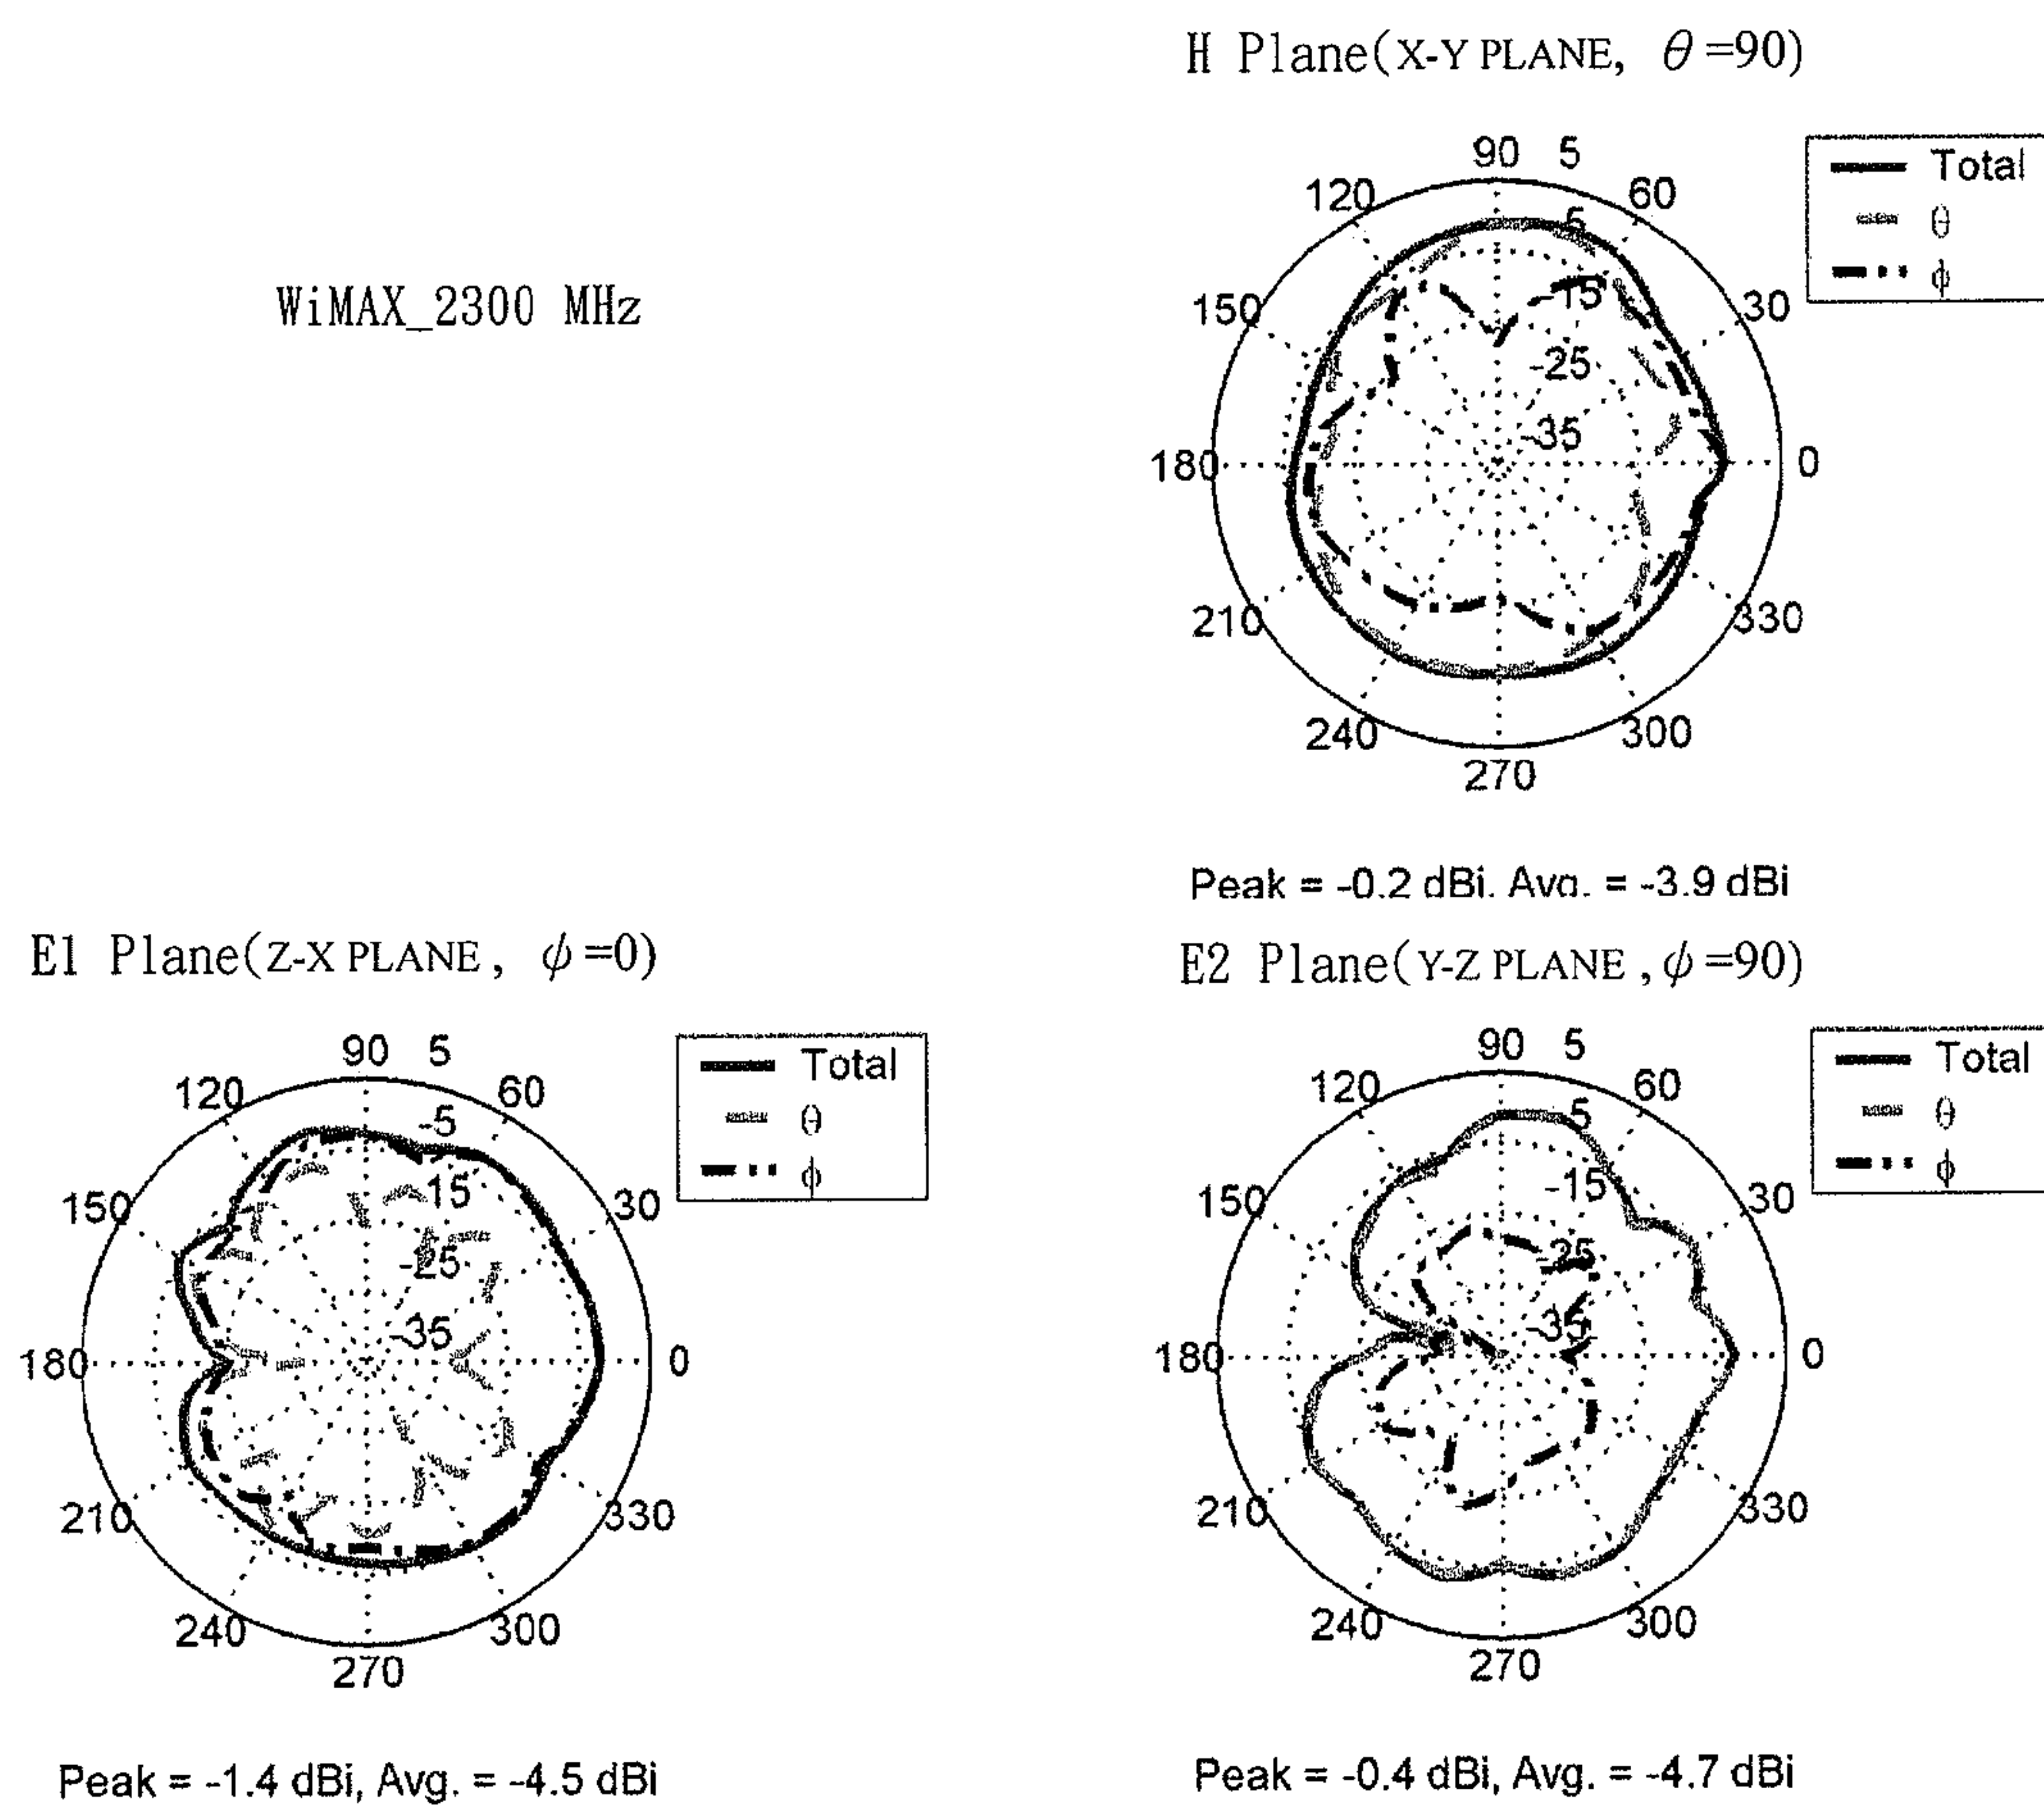 H Plane(X-Y PLANE, θ=90)
WiMAX_2300 MHz
90 5
120 60
150 30
180 0
210 330
240 300
270
-5
-15
-25
-35
Total
θ
ϕ
Peak = -0.2 dBi. Avg. = -3.9 dBi
E1 Plane(Z-X PLANE, ϕ=0)
90 5
120 60
150 30
180 0
210 330
240 300
270
-5
-15
-25
-35
Total
θ
ϕ
Peak = -1.4 dBi, Avg. = -4.5 dBi
E2 Plane(Y-Z PLANE,ϕ=90)
90 5
120 60
150 30
180 0
210 330
240 300
270
-5
-15
-25
-35
Total
θ
ϕ
Peak = -0.4 dBi, Avg. = -4.7 dBi